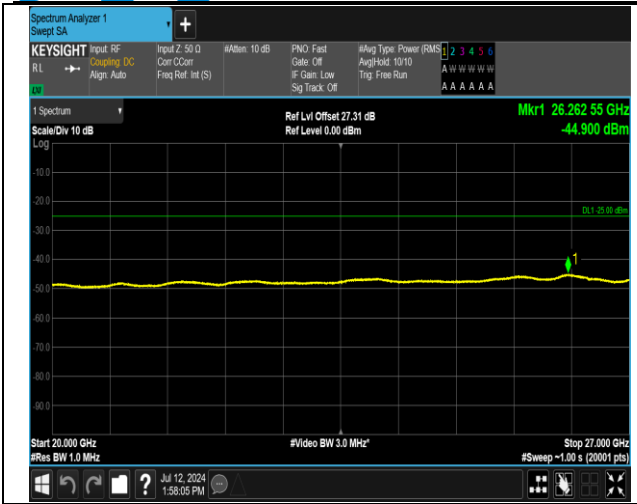 Spectrum Analyzer 1
Swept SA
+
KEYSIGHT
RL
LXI
Input: RF
Coupling: DC
Align: Auto
Input Z: 50 Ω
Corr CCorr
Freq Ref: Int (S)
#Atten: 10 dB
PNO: Fast
Gate: Off
IF Gain: Low
Sig Track: Off
#Avg Type: Power (RMS
Avg|Hold: 10/10
Trig: Free Run
1 2 3 4 5 6
A W W W W W
A A A A A A
1 Spectrum
Scale/Div 10 dB
Log
Ref Lvl Offset 27.31 dB
Ref Level 0.00 dBm
Mkr1 26.262 55 GHz
-44.900 dBm
-10.0
-20.0
DL1 -25.00 dBm
-30.0
-40.0
1
-50.0
-60.0
-70.0
-80.0
-90.0
Start 20.000 GHz
#Res BW 1.0 MHz
#Video BW 3.0 MHz*
Stop 27.000 GHz
#Sweep ~1.00 s (20001 pts)
?
Jul 12, 2024
1:58:05 PM